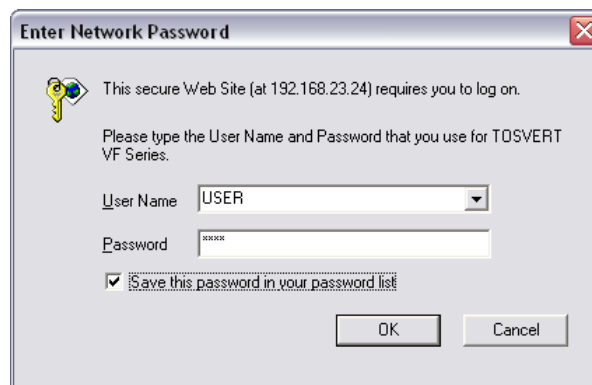 Enter Network Password
This secure Web Site (at 192.168.23.24) requires you to log on.
Please type the User Name and Password that you use for TOSVERT
VF Series.
User Name USER
Password ****
Save this password in your password list
OK Cancel